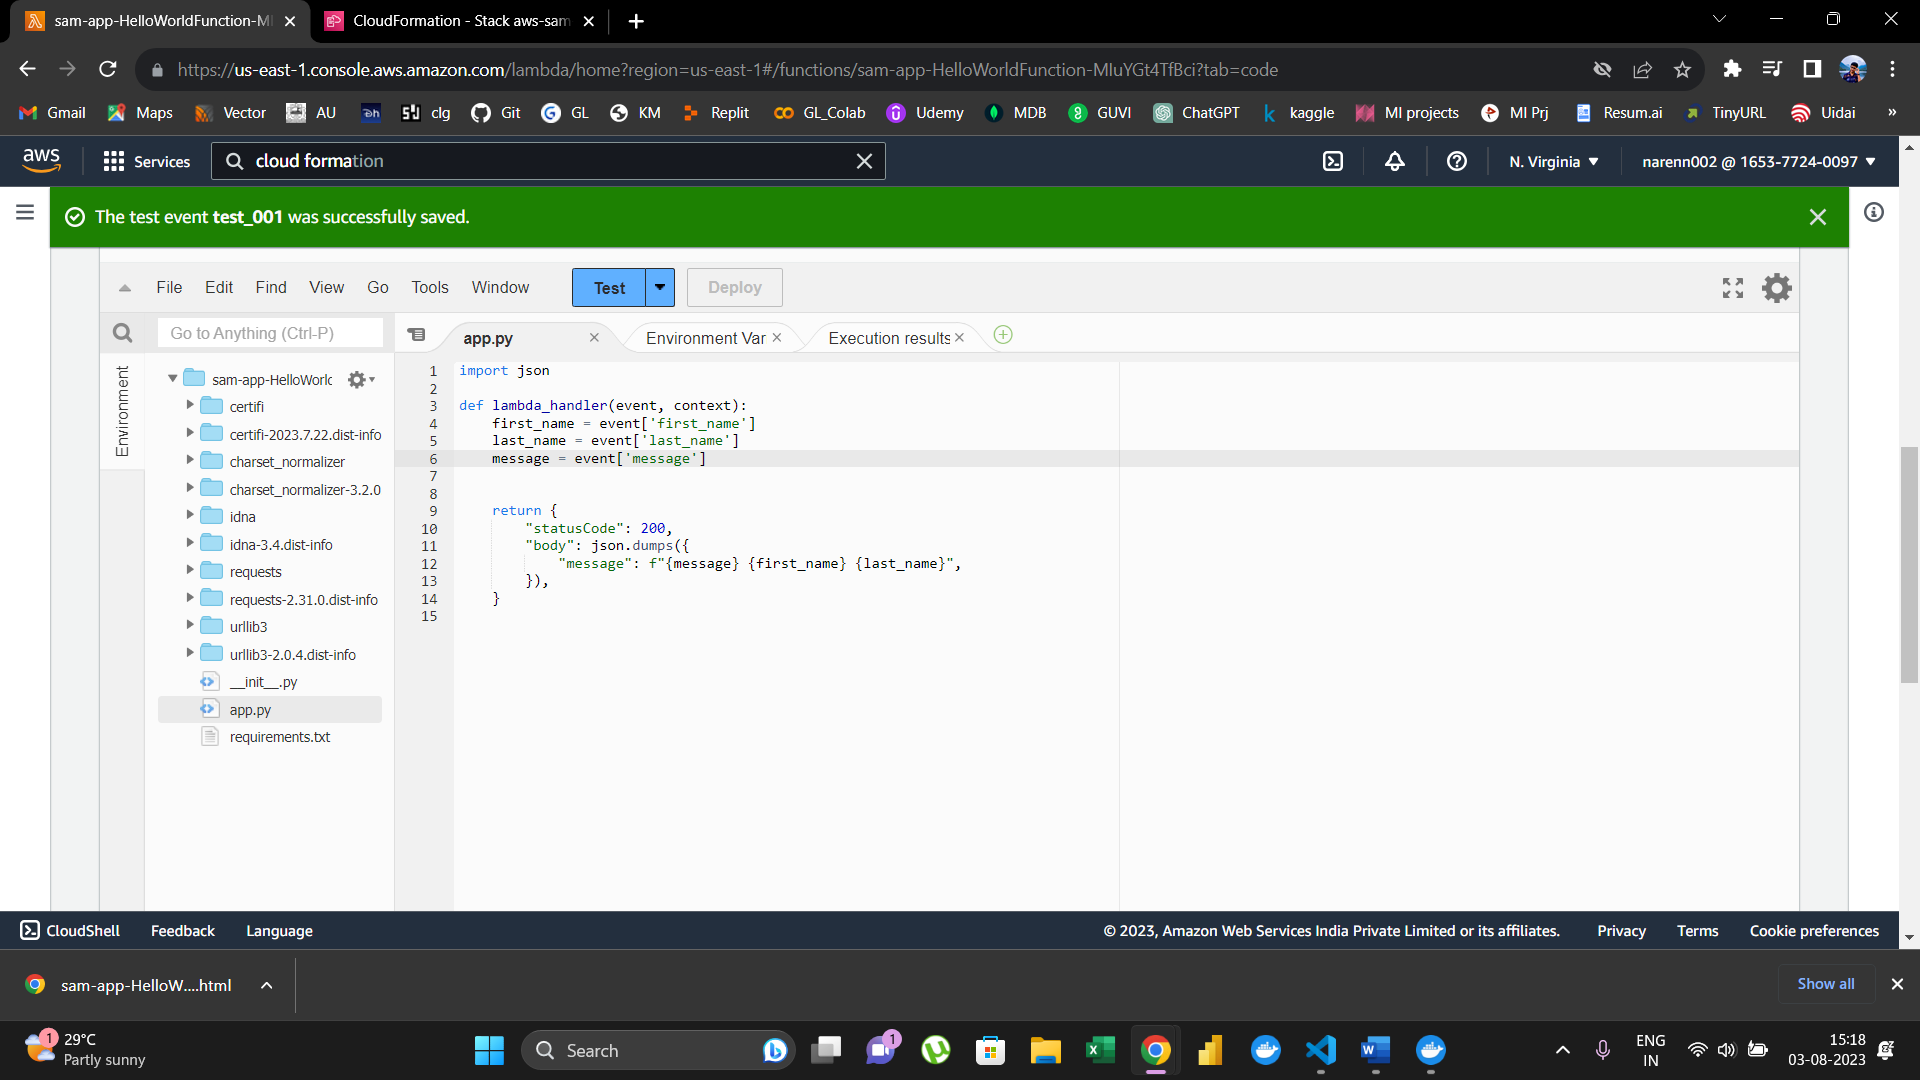 sam-app-HelloWorldFunction-MI
CloudFormation - Stack aws-sam
https://us-east-1.console.aws.amazon.com/lambda/home?region=us-east-1#/functions/sam-app-HelloWorldFunction-MIuYGt4TfBci?tab=code
Gmail Maps Vector AU clg Git GL KM Replit GL_Colab Udemy MDB GUVI ChatGPT kaggle MI projects MI Prj Resum.ai TinyURL Uidai »
aws Services cloud formation N. Virginia narenn002 @ 1653-7724-0097
The test event test_001 was successfully saved.
File Edit Find View Go Tools Window Test Deploy
Go to Anything (Ctrl-P)
app.py Environment Var Execution results
Environment
sam-app-HelloWorlc
certifi
certifi-2023.7.22.dist-info
charset_normalizer
charset_normalizer-3.2.0
idna
idna-3.4.dist-info
requests
requests-2.31.0.dist-info
urllib3
urllib3-2.0.4.dist-info
__init__.py
app.py
requirements.txt
1 import json
2
3 def lambda_handler(event, context):
4 first_name = event['first_name']
5 last_name = event['last_name']
6 message = event['message']
7
8
9 return {
10 "statusCode": 200,
11 "body": json.dumps({
12 "message": f"{message} {first_name} {last_name}",
13 }),
14 }
15
CloudShell Feedback Language © 2023, Amazon Web Services India Private Limited or its affiliates. Privacy Terms Cookie preferences
sam-app-HelloW....html Show all
1 29°C
Partly sunny
Search
1
ENG
IN
15:18
03-08-2023